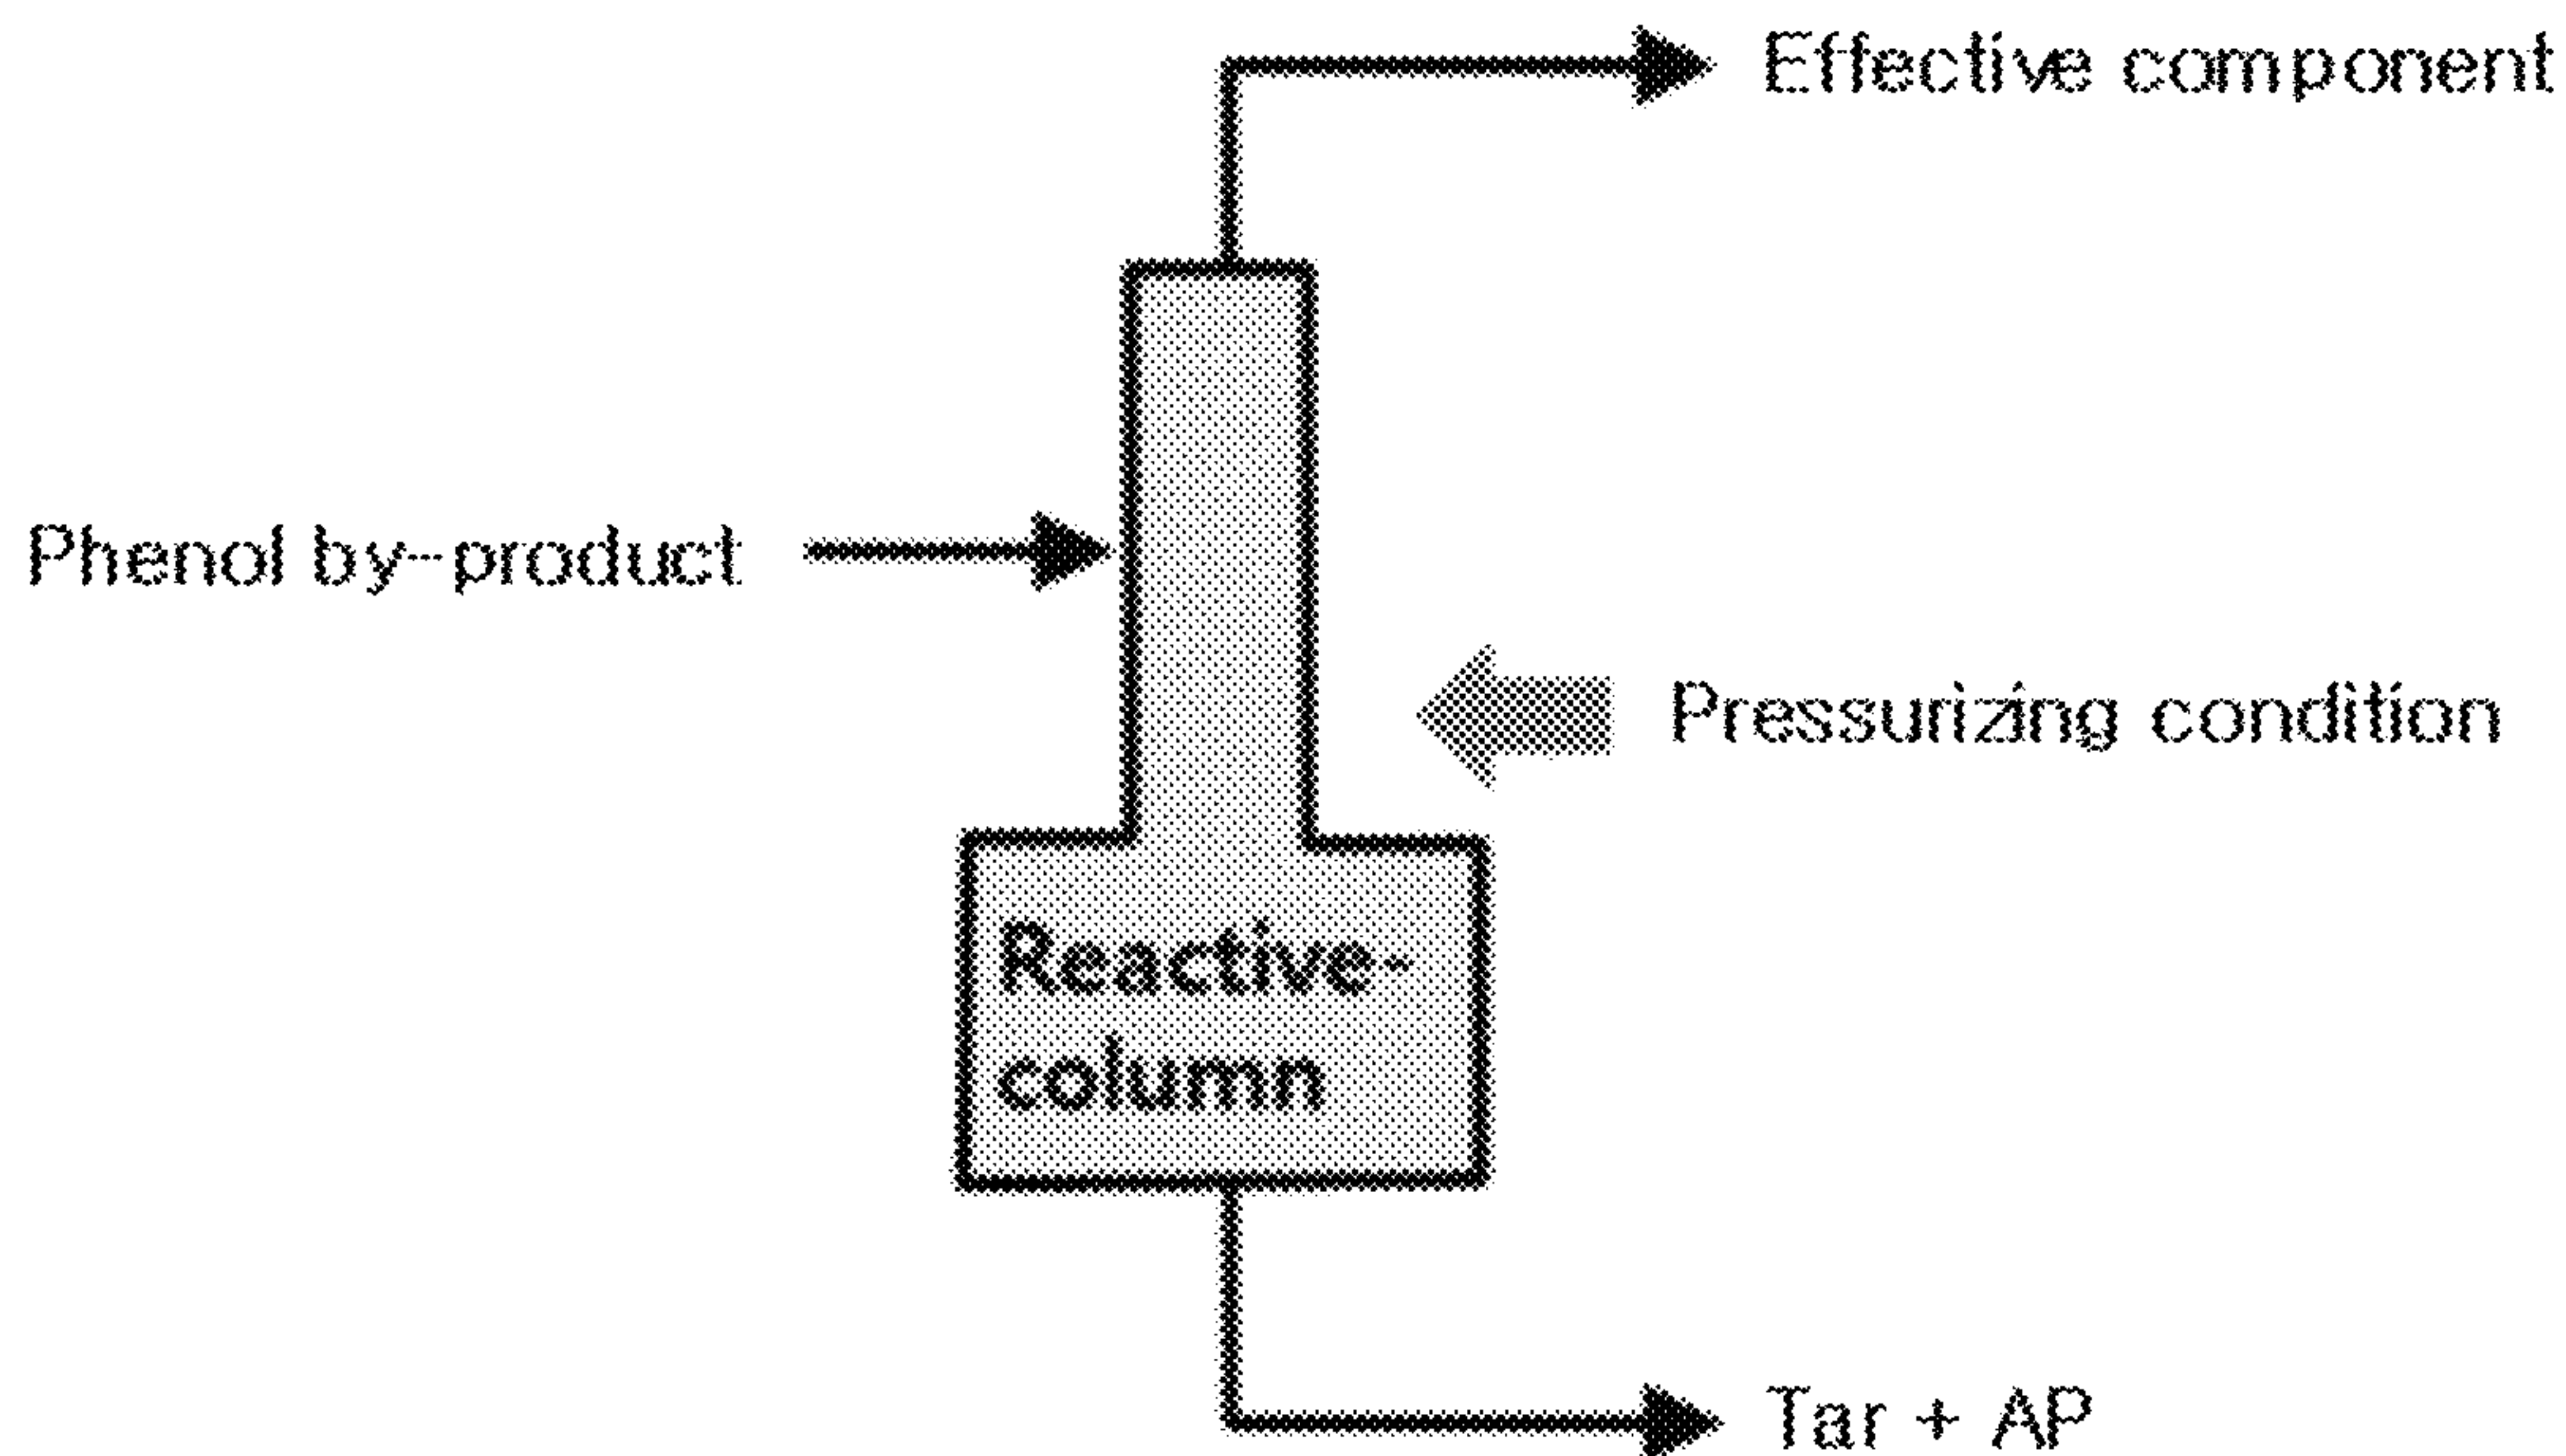 Effective component
Phenol by-product
Pressurizing condition
Reactive-
column
Tar + AP